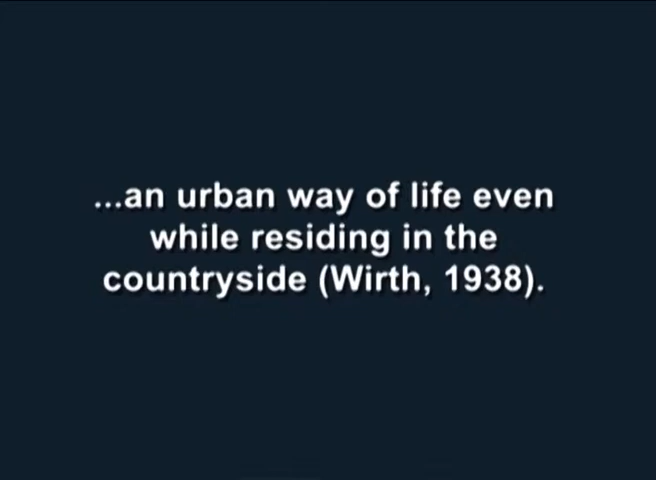 ...an urban way of life even
while residing in the
countryside (Wirth, 1938).